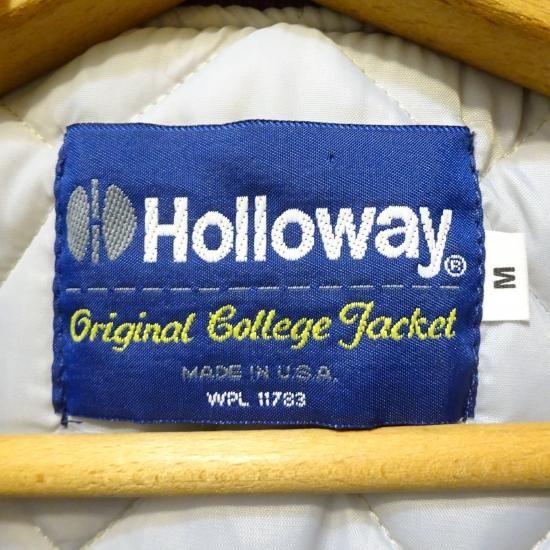 Holloway®
Original College Jacket
MADE IN U.S.A.
WPL 11783
M